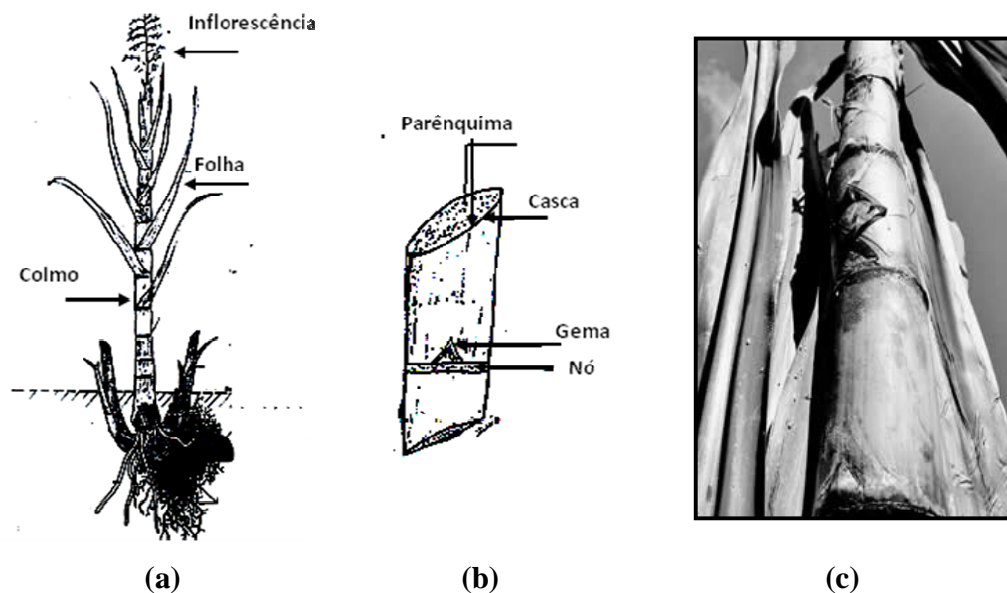 Inflorescência
Folha
Colmo
Parênquima
Casca
Gema
Nó
(a)
(b)
(c)